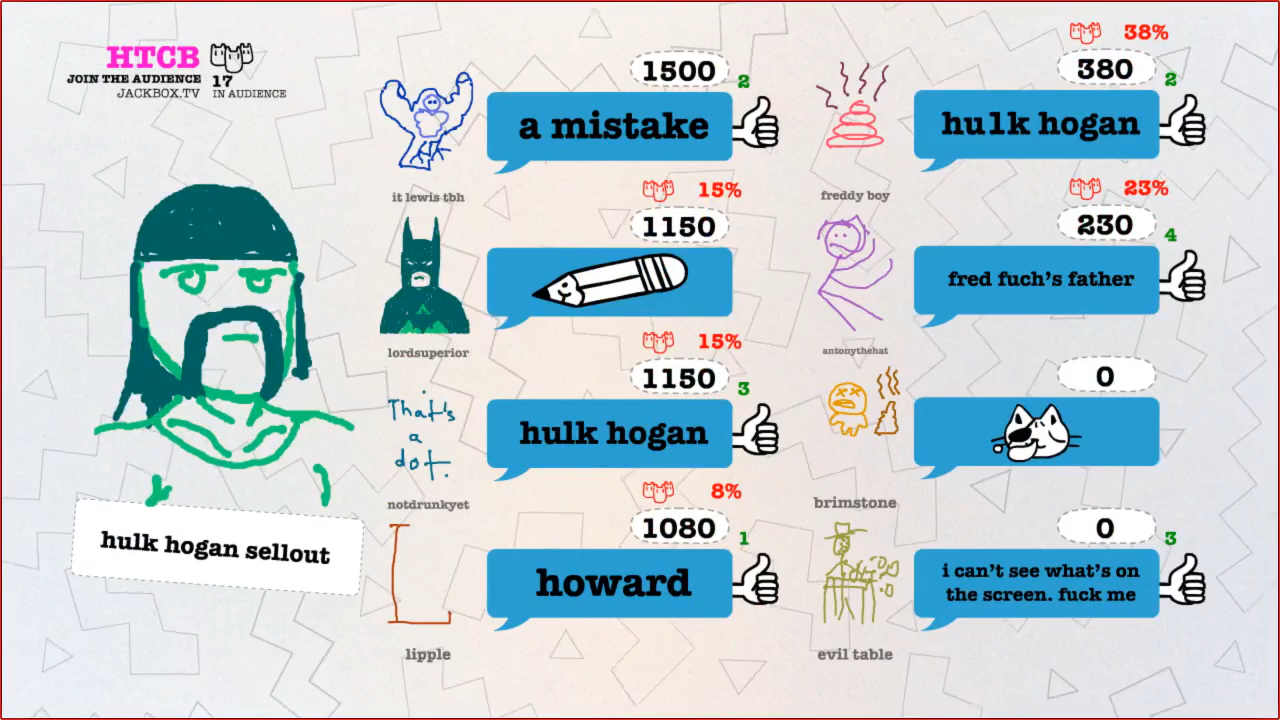 HTCB
JOIN THE AUDIENCE
JACKBOX.TV
17
IN AUDIENCE
hulk hogan sellout
1500
2
a mistake
it lewis tbh
15%
1150
lordsuperior
15%
1150
3
hulk hogan
That's
a
dot.
notdrunkyet
8%
1080
1
howard
lipple
38%
380
2
hu1k hogan
freddy boy
23%
230
4
fred fuch's father
antonythehat
0
brimstone
0
3
i can't see what's on
the screen. fuck me
evil table